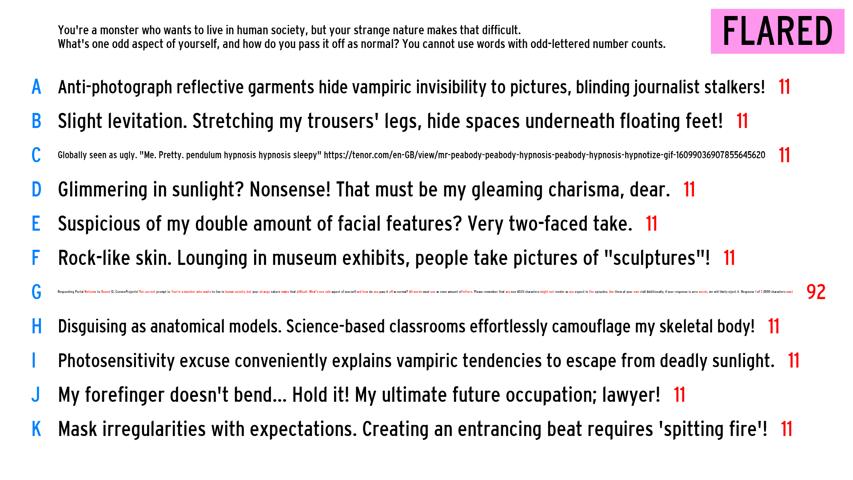 You're a monster who wants to live in human society, but your strange nature makes that difficult.
What's one odd aspect of yourself, and how do you pass it off as normal? You cannot use words with odd-lettered number counts.
FLARED
A Anti-photograph reflective garments hide vampiric invisibility to pictures, blinding journalist stalkers! 11
B Slight levitation. Stretching my trousers' legs, hide spaces underneath floating feet! 11
C Globally seen as ugly. "Me. Pretty. pendulum hypnosis hypnosis sleepy" https://tenor.com/en-GB/view/mr-peabody-peabody-hypnosis-peabody-hypnosis-hypnotize-gif-16099036907855645620 11
D Glimmering in sunlight? Nonsense! That must be my gleaming charisma, dear. 11
E Suspicious of my double amount of facial features? Very two-faced take. 11
F Rock-like skin. Lounging in museum exhibits, people take pictures of "sculptures"! 11
G 92
H Disguising as anatomical models. Science-based classrooms effortlessly camouflage my skeletal body! 11
I Photosensitivity excuse conveniently explains vampiric tendencies to escape from deadly sunlight. 11
J My forefinger doesn't bend... Hold it! My ultimate future occupation; lawyer! 11
K Mask irregularities with expectations. Creating an entrancing beat requires 'spitting fire'! 11